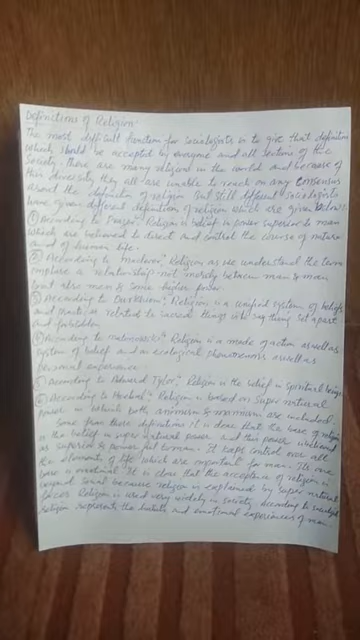 Definitions of Religion:
The most difficult function for sociologists is to give that definition
which should be accepted by everyone and all sections of the
Society. There are many religions in the world and because of
this diversity they all are unable to reach on any consensus
about the definition of religion. But still different Sociologists
have given different definition of religion which are given below:
① According to Frazer," Religion is belief in power superior to man
which are believed to direct and control the course of nature
and of human life.
② According to Maciver," Religion as we understand the term
implies a relationship not merely between man & man
but also man & some higher power.
③ According to Durkheim," Religion is a unified system of beliefs
and practices related to sacred things, that is to say things set apart
and forbidden
④ According to Religion is a mode of action as well as
system of belief and an phenomenon as well as
personal experience.
⑤ According to Edward Tylor," Religion is the belief in Spiritual beings
⑥ According to Religion is based on Super natural
power in which both animism & are included.
Some from these definitions it is clear that the base of religion
is the belief in super natural power and this power
as superior & powerful It keeps control over all
the elements of life which are important for man. Its one
base is emotional. It is clear that the acceptance of religion is
beyond because religion is explained by Super natural
forces. Religion is used very widely in society. According to sociologist
religion represents the beliefs and emotional experiences of man.